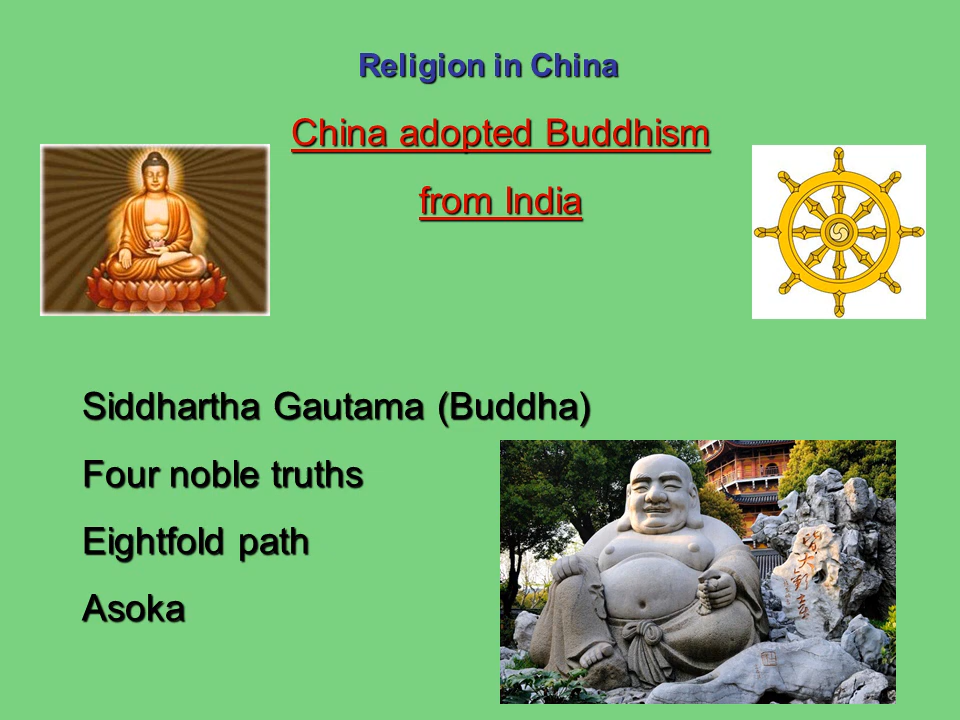 Religion in China
China adopted Buddhism
from India
Siddhartha Gautama (Buddha)
Four noble truths
Eightfold path
Asoka